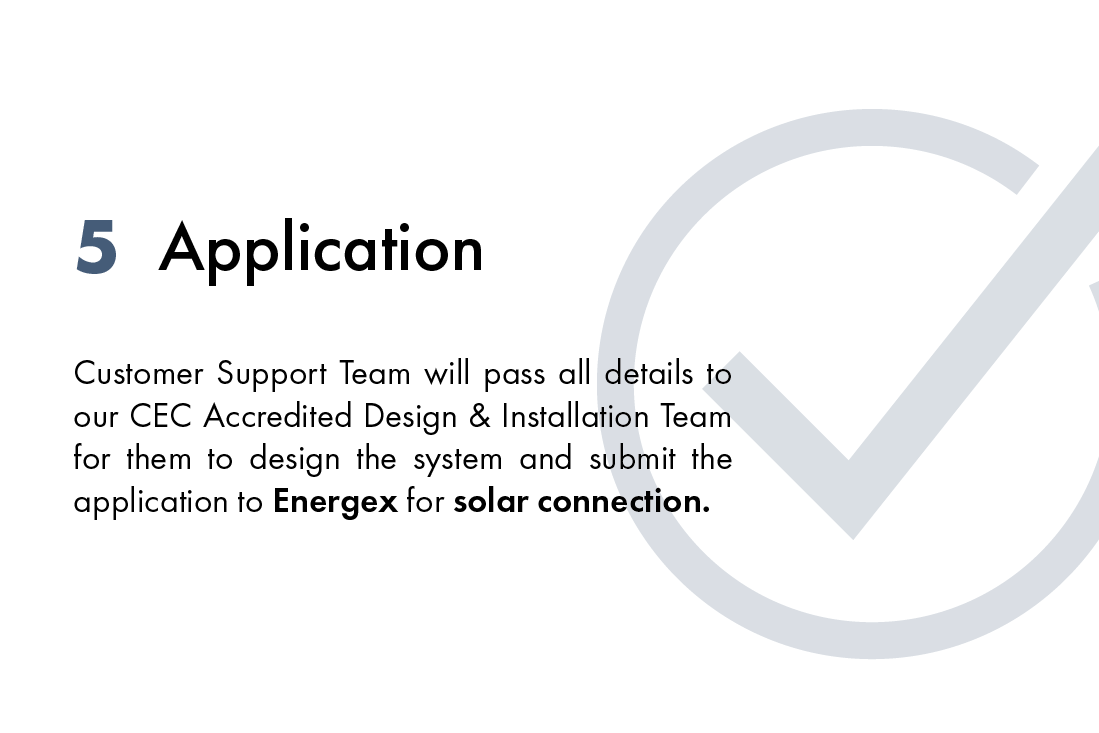 5 Application
Customer Support Team will pass all details to
our CEC Accredited Design & Installation Team
for them to design the system and submit the
application to Energex for solar connection.